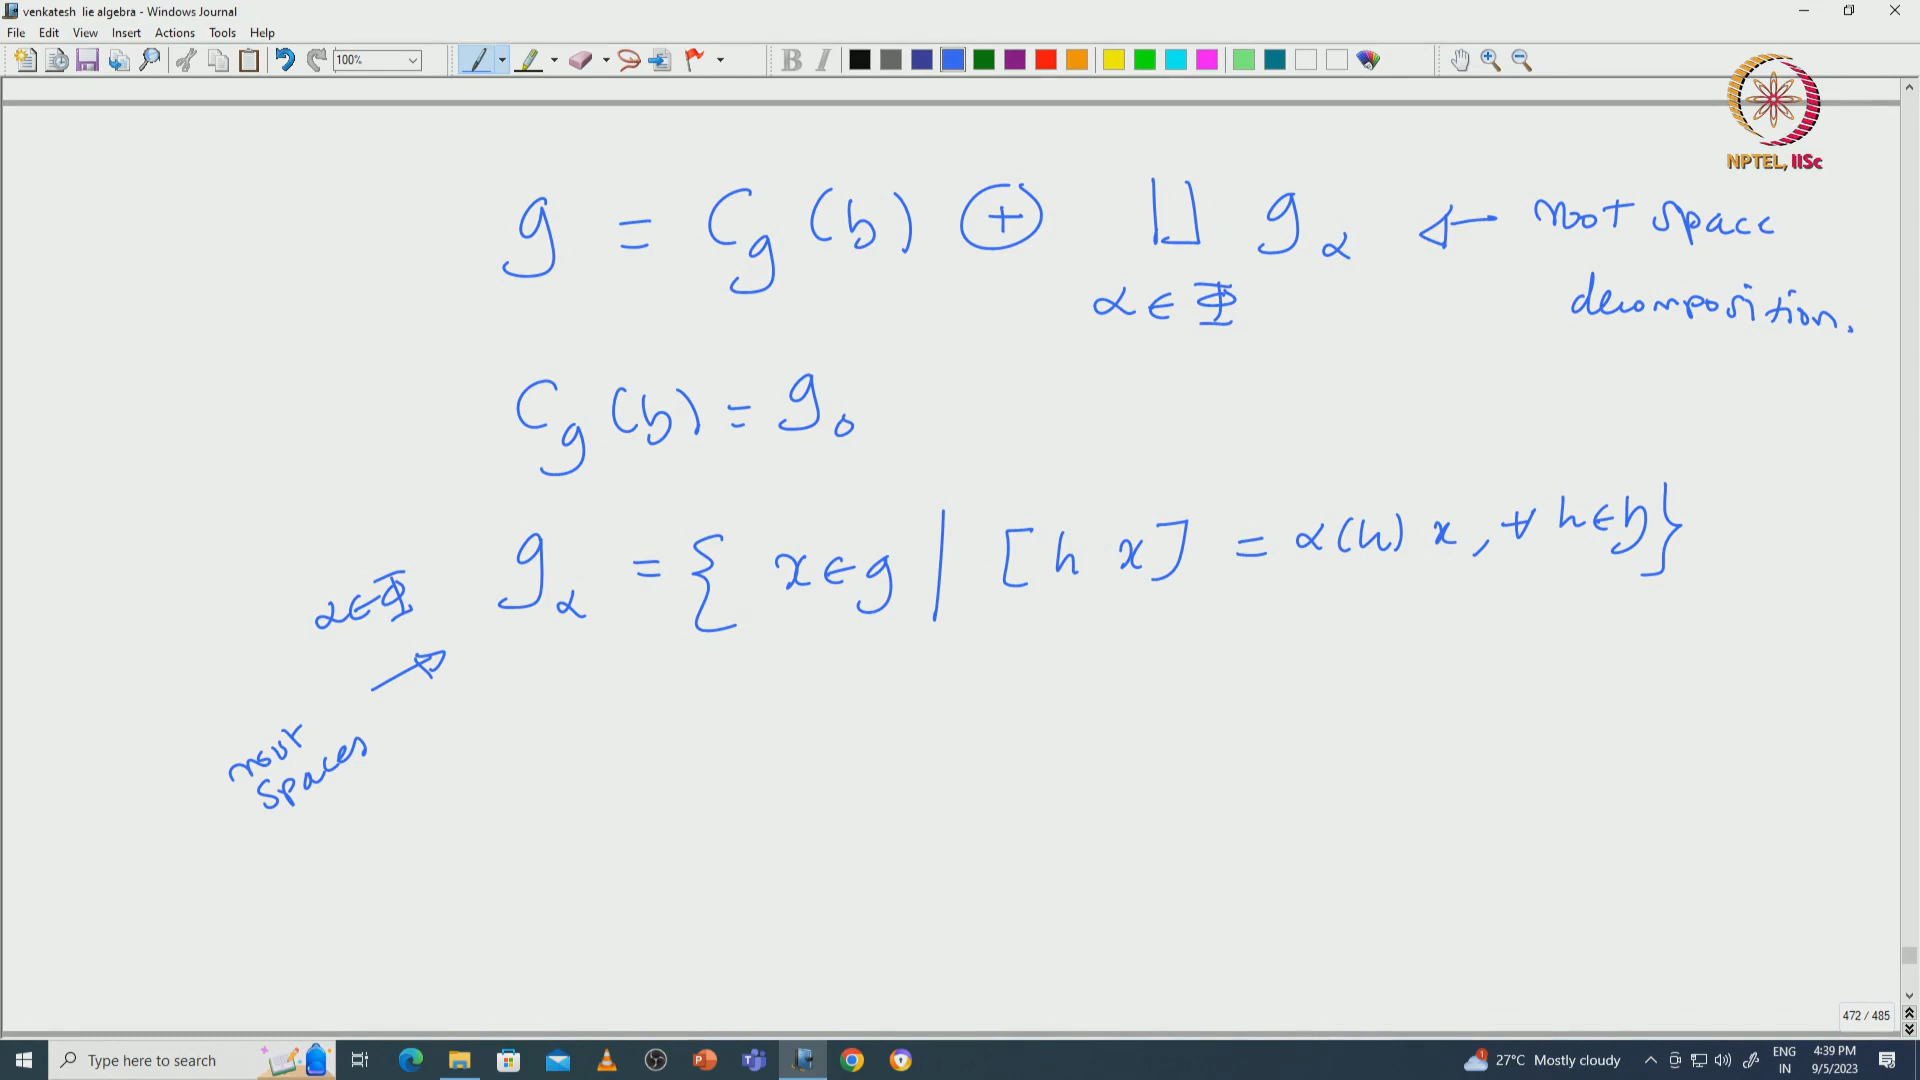 venkatesh lie algebra - Windows Journal
File Edit View Insert Actions Tools Help
100%
NPTEL, IISc
g = C_g (h) ⊕ ∐ g_α ← root space
α ∈ Φ decomposition.
C_g (h) = g_0
α ∈ Φ g_α = { x ∈ g | [h x] = α(h) x, ∀ h ∈ h }
root
spaces
472 / 485
Type here to search
27°C Mostly cloudy
ENG
IN
4:39 PM
9/5/2023